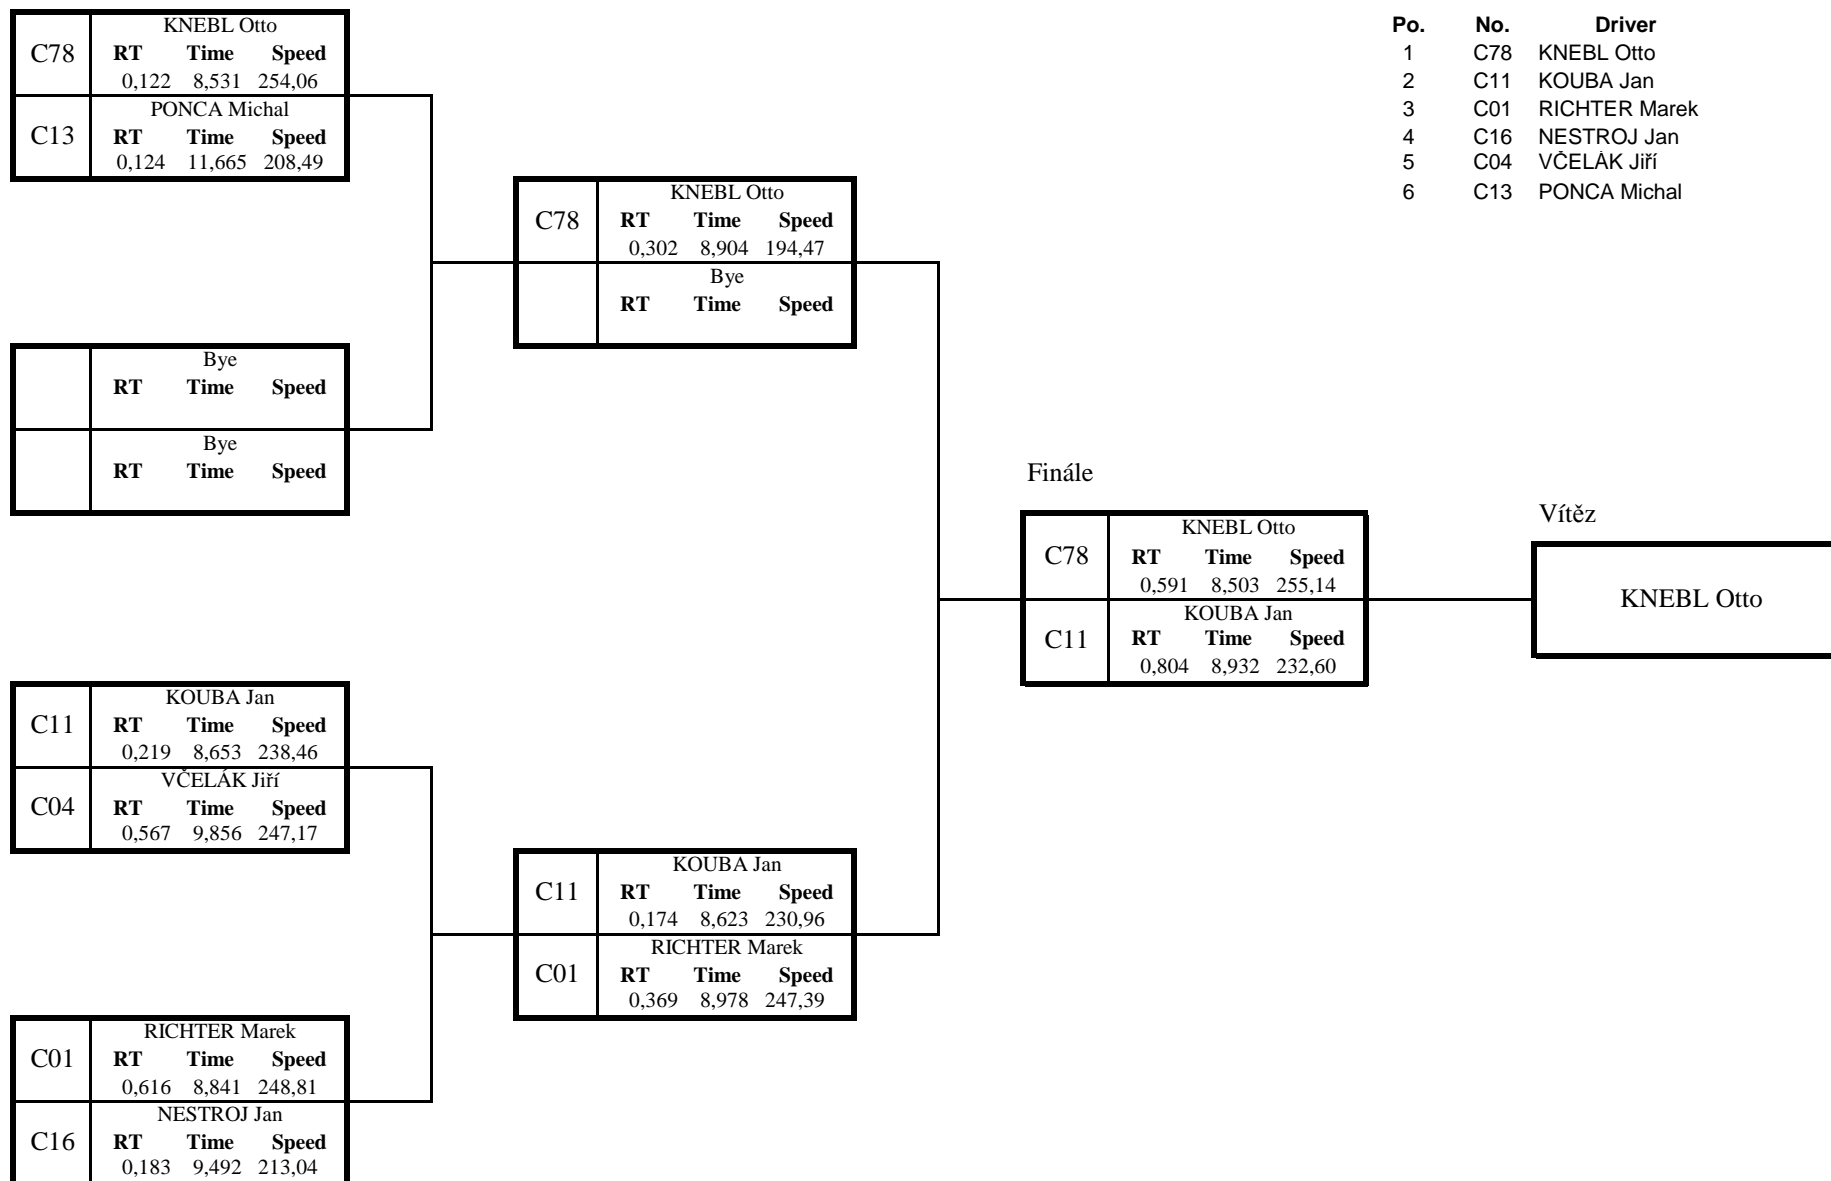 KNEBL Otto
C78 RT Time Speed
0,122 8,531 254,06
PONCA Michal
C13 RT Time Speed
0,124 11,665 208,49
Bye
RT Time Speed
Bye
RT Time Speed
KOUBA Jan
C11 RT Time Speed
0,219 8,653 238,46
VČELÁK Jiří
C04 RT Time Speed
0,567 9,856 247,17
RICHTER Marek
C01 RT Time Speed
0,616 8,841 248,81
NESTROJ Jan
C16 RT Time Speed
0,183 9,492 213,04
KNEBL Otto
C78 RT Time Speed
0,302 8,904 194,47
Bye
RT Time Speed
KOUBA Jan
C11 RT Time Speed
0,174 8,623 230,96
RICHTER Marek
C01 RT Time Speed
0,369 8,978 247,39
Finále
KNEBL Otto
C78 RT Time Speed
0,591 8,503 255,14
KOUBA Jan
C11 RT Time Speed
0,804 8,932 232,60
Vítěz
KNEBL Otto
Po. No. Driver
1 C78 KNEBL Otto
2 C11 KOUBA Jan
3 C01 RICHTER Marek
4 C16 NESTROJ Jan
5 C04 VČELÁK Jiří
6 C13 PONCA Michal